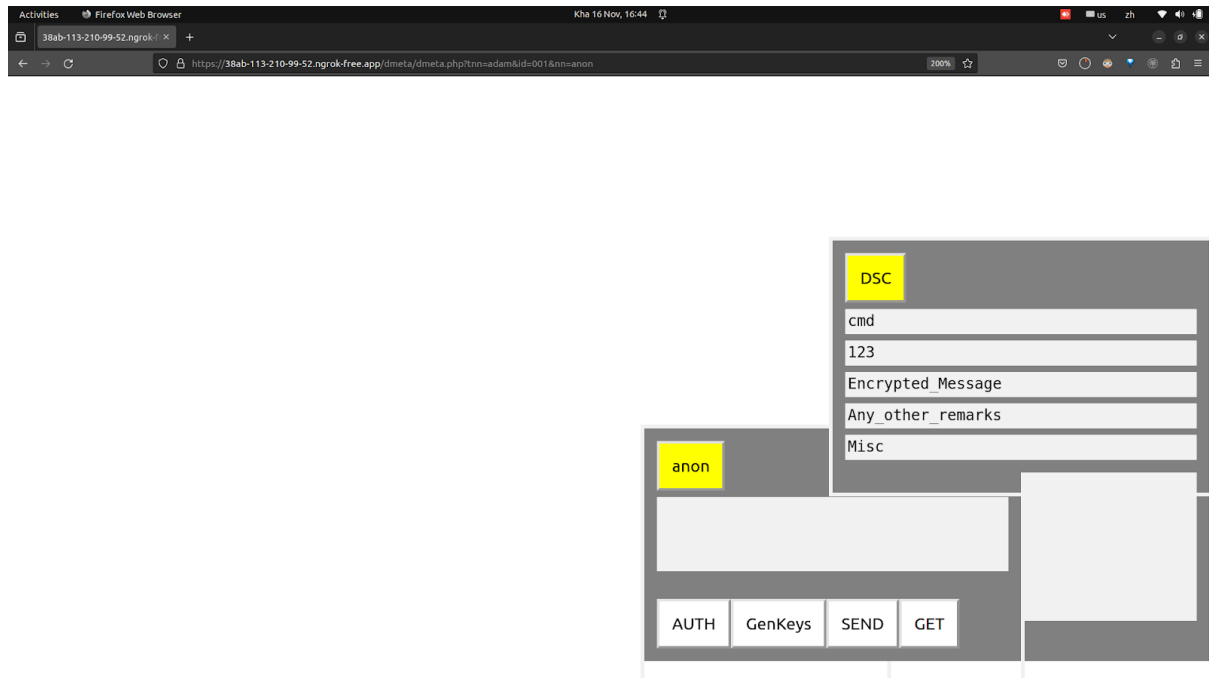 Activities Firefox Web Browser Kha 16 Nov, 16:44 us zh
38ab-113-210-99-52.ngrok-f
https://38ab-113-210-99-52.ngrok-free.app/dmeta/dmeta.php?tnn=adam&id=001&nn=anon 200%
DSC
cmd
123
Encrypted_Message
Any_other_remarks
Misc
anon
AUTH GenKeys SEND GET